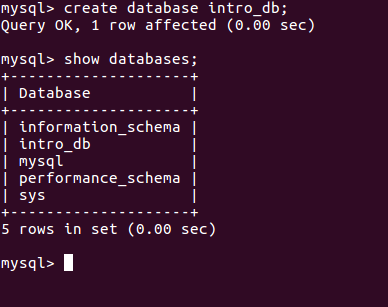 mysql> create database intro_db;
Query OK, 1 row affected (0.00 sec)

mysql> show databases;
+--------------------+
| Database           |
+--------------------+
| information_schema |
| intro_db           |
| mysql              |
| performance_schema |
| sys                |
+--------------------+
5 rows in set (0.00 sec)

mysql>